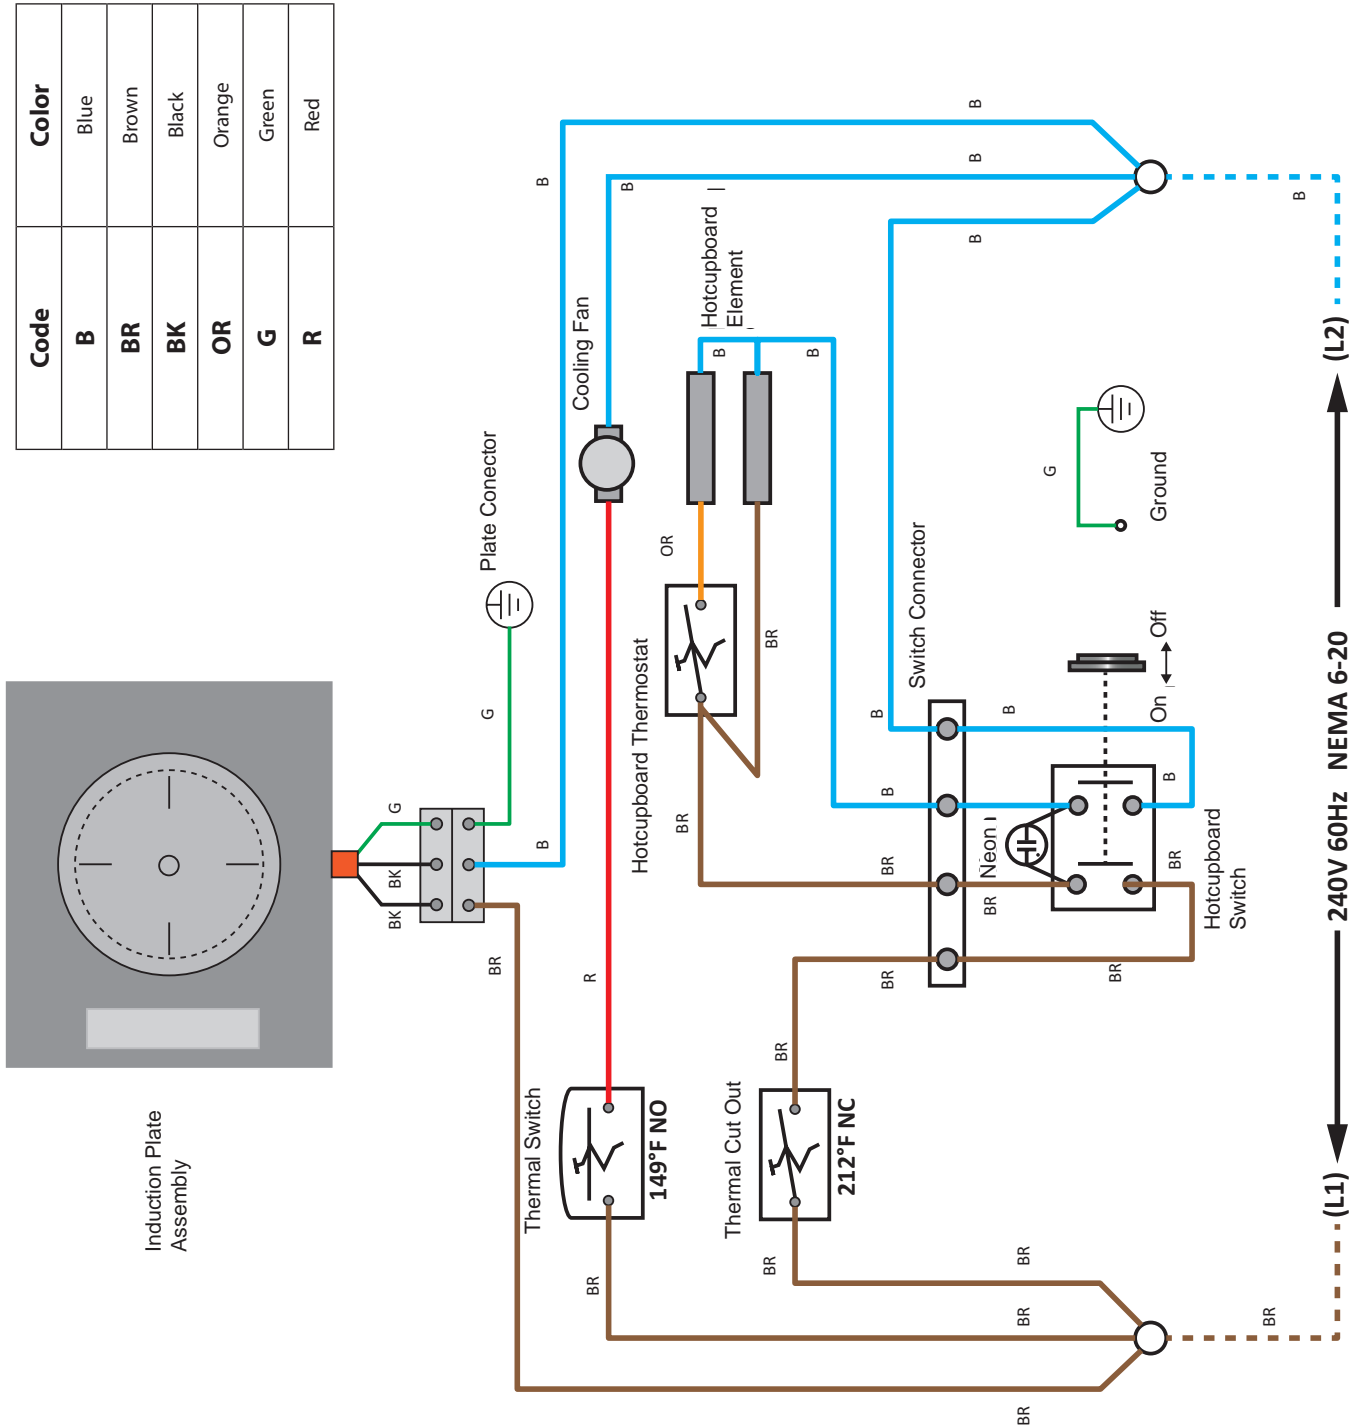 Code Color
B Blue
BR Brown
BK Black
OR Orange
G Green
R Red
Induction Plate
Assembly
BK
BK
G
G
Plate Conector
BR
B
B
Thermal Switch
149°F NO
BR
R
Cooling Fan
B
Hotcupboard Thermostat
BR
OR
BR
Hotcupboard
Element
B
B
Thermal Cut Out
212°F NC
BR
BR
Switch Connector
BR
BR
B
B
BR
BR
Neon
B
BR
B
Hotcupboard
Switch
On
Off
G
Ground
B
B
B
BR
BR
BR
BR
B
(L1) 240V 60Hz NEMA 6-20 (L2)